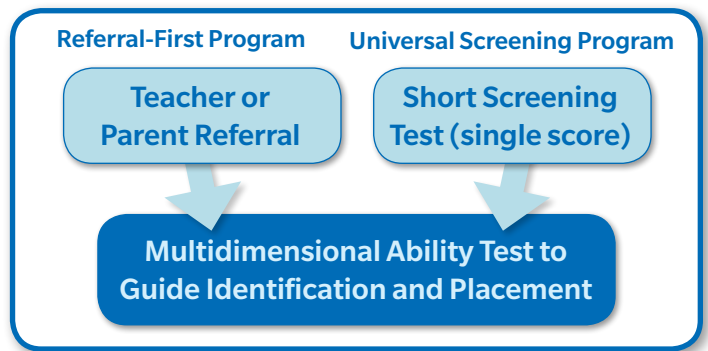 Referral-First Program
Universal Screening Program
Teacher or
Parent Referral
Short Screening
Test (single score)
Multidimensional Ability Test to
Guide Identification and Placement